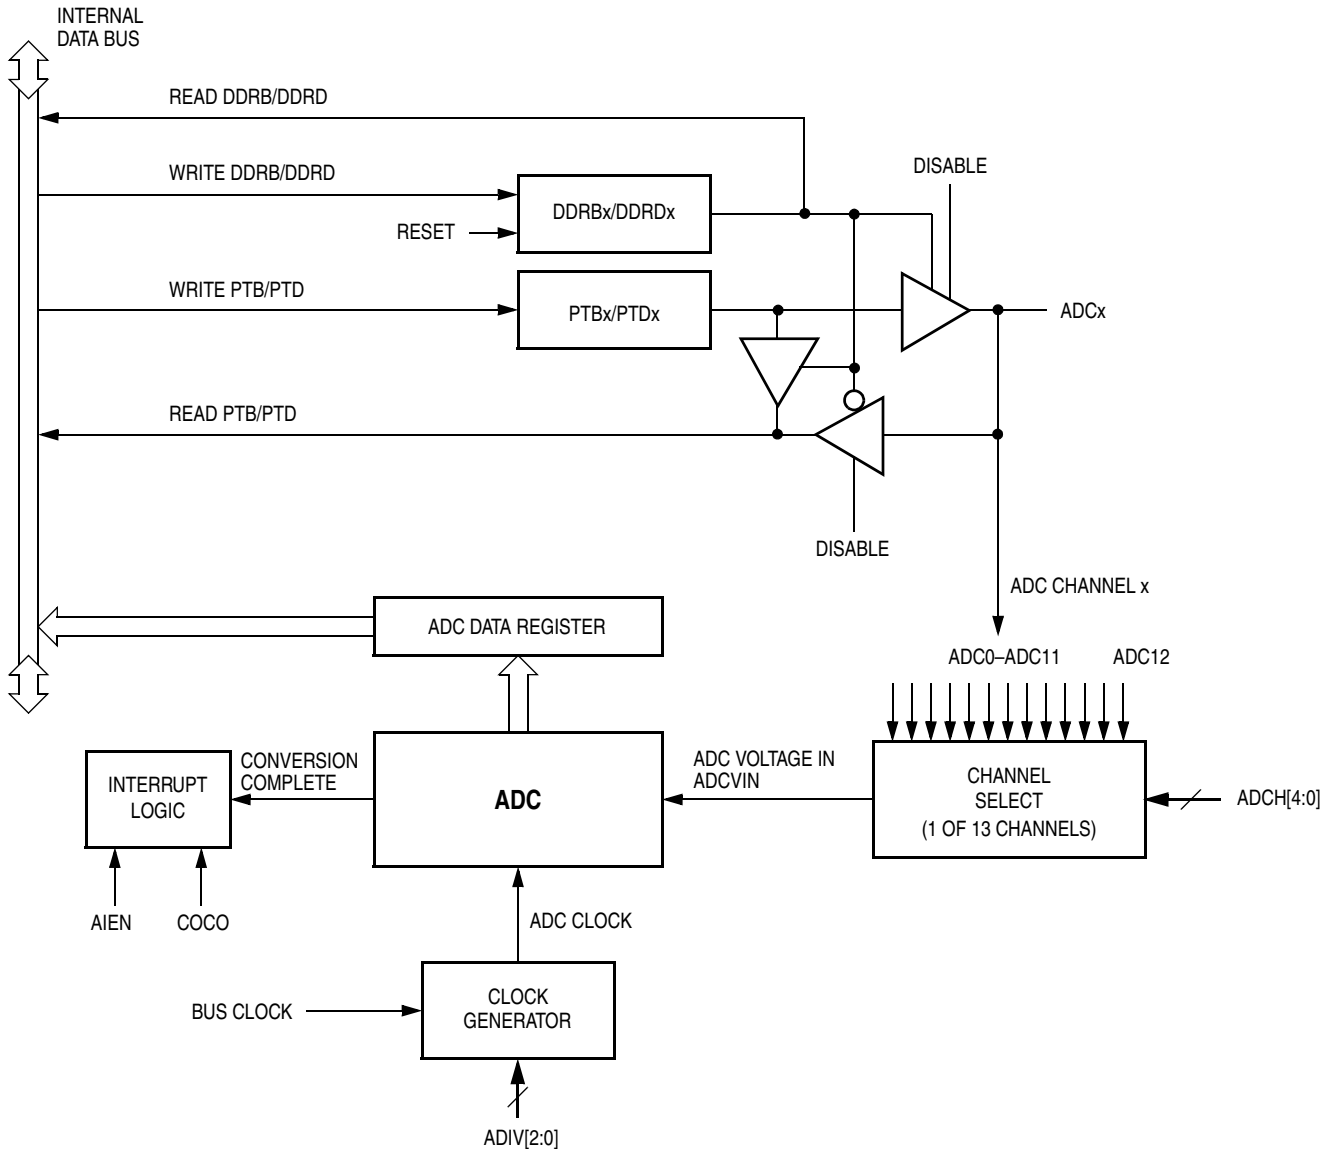 INTERNAL
DATA BUS
READ DDRB/DDRD
WRITE DDRB/DDRD
DISABLE
DDRBx/DDRDx
RESET
WRITE PTB/PTD
PTBx/PTDx
ADCx
READ PTB/PTD
DISABLE
ADC CHANNEL x
ADC DATA REGISTER
ADC0–ADC11
ADC12
INTERRUPT
LOGIC
CONVERSION
COMPLETE
ADC
ADC VOLTAGE IN
ADCVIN
CHANNEL
SELECT
(1 OF 13 CHANNELS)
ADCH[4:0]
AIEN
COCO
ADC CLOCK
BUS CLOCK
CLOCK
GENERATOR
ADIV[2:0]